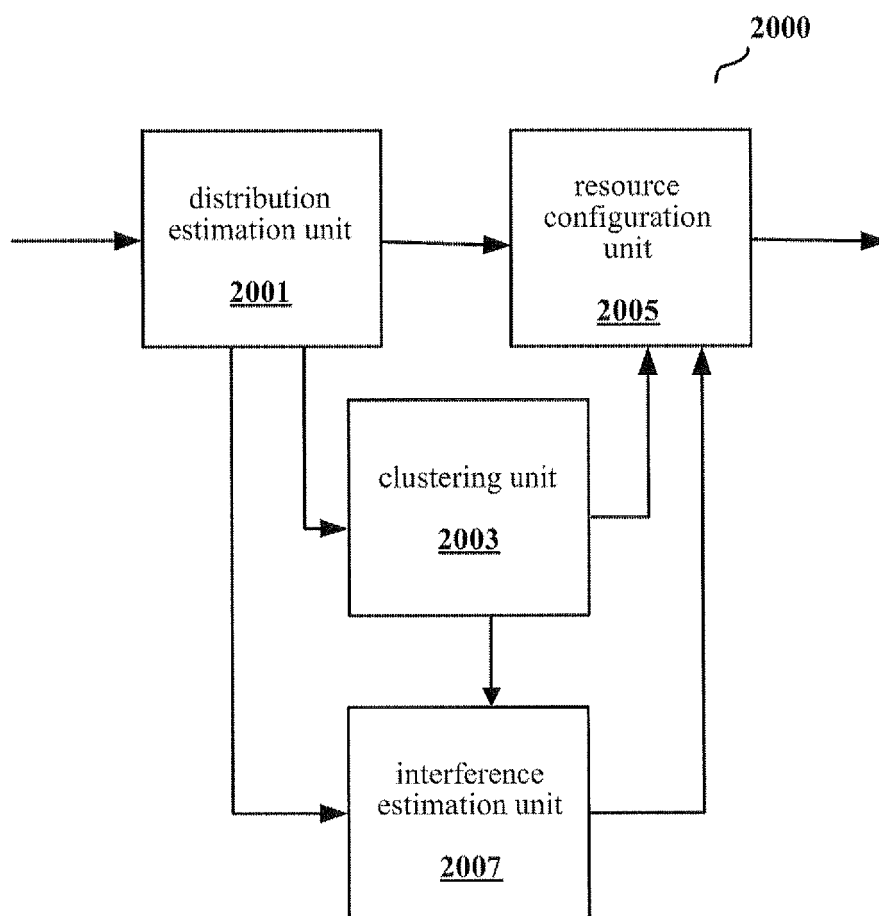 2000
distribution
estimation unit
2001
resource
configuration
unit
2005
clustering unit
2003
interference
estimation unit
2007